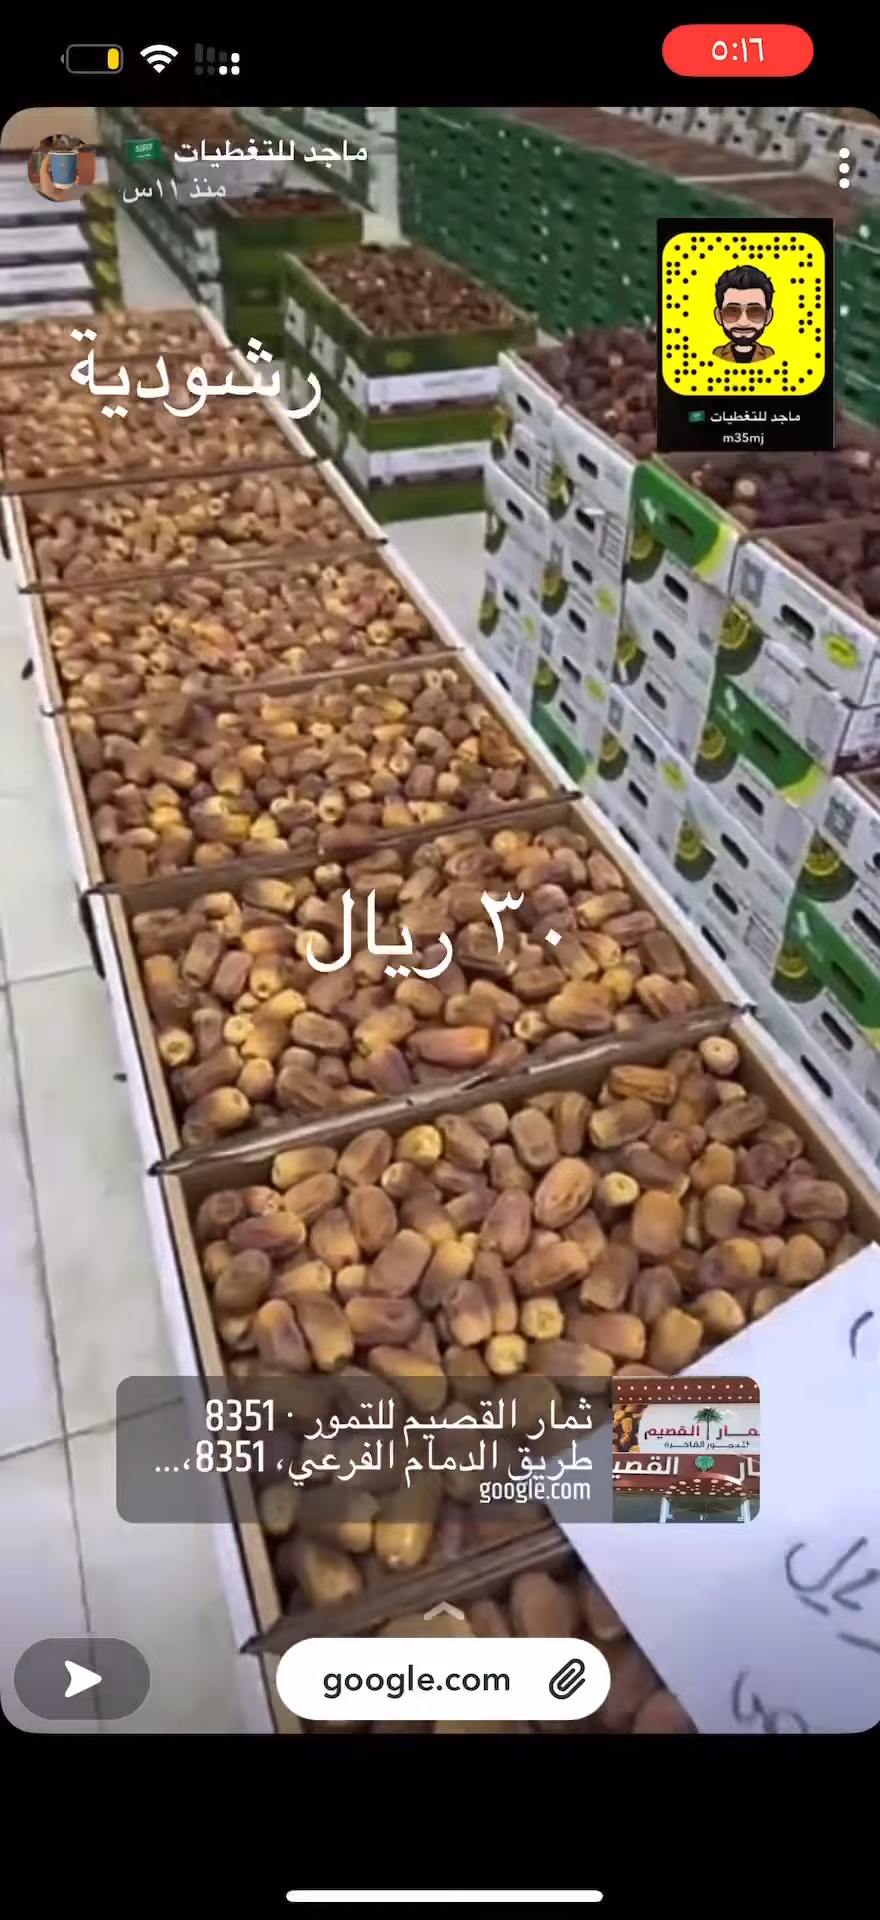 ٥:١٦
ماجد للتغطيات
منذ ١١س
ماجد للتغطيات
m35mj
رشودية
٣٠ ريال
ثمار القصيم للتمور · 8351
طريق الدمام الفرعي، 8351،...
google.com
القصيم
google.com